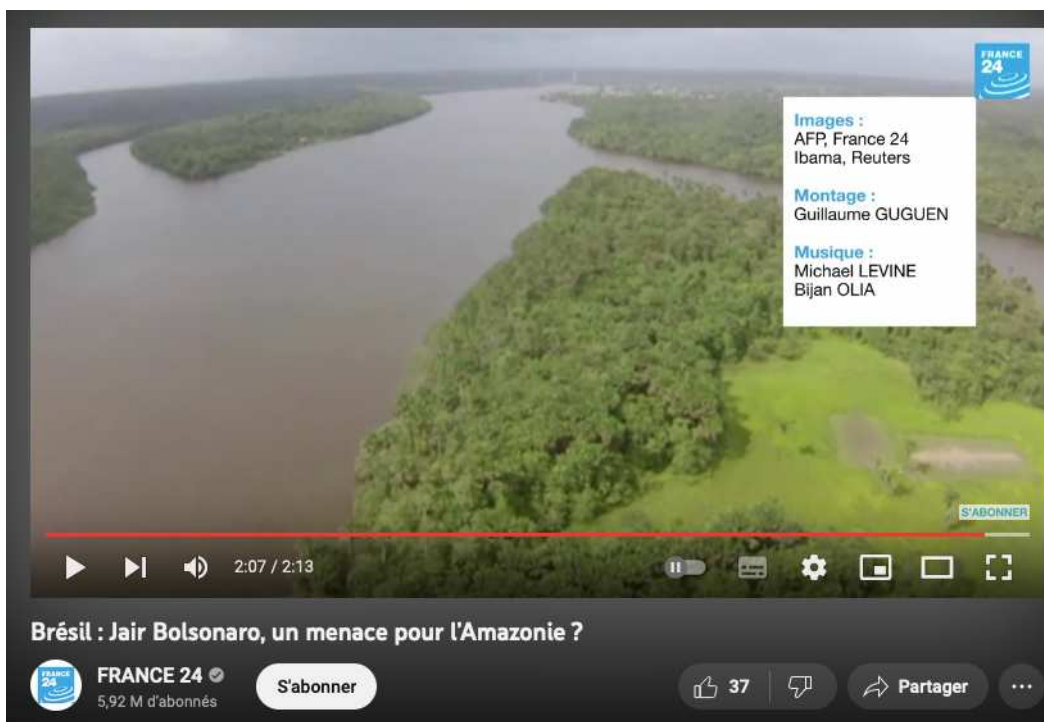 FRANCE
24
Images :
AFP, France 24
Ibama, Reuters
Montage :
Guillaume GUGUEN
Musique :
Michael LEVINE
Bijan OLIA
S'ABONNER
2:07 / 2:13
Brésil : Jair Bolsonaro, un menace pour l'Amazonie ?
FRANCE
24
FRANCE 24
5,92 M d'abonnés
S'abonner
37
Partager